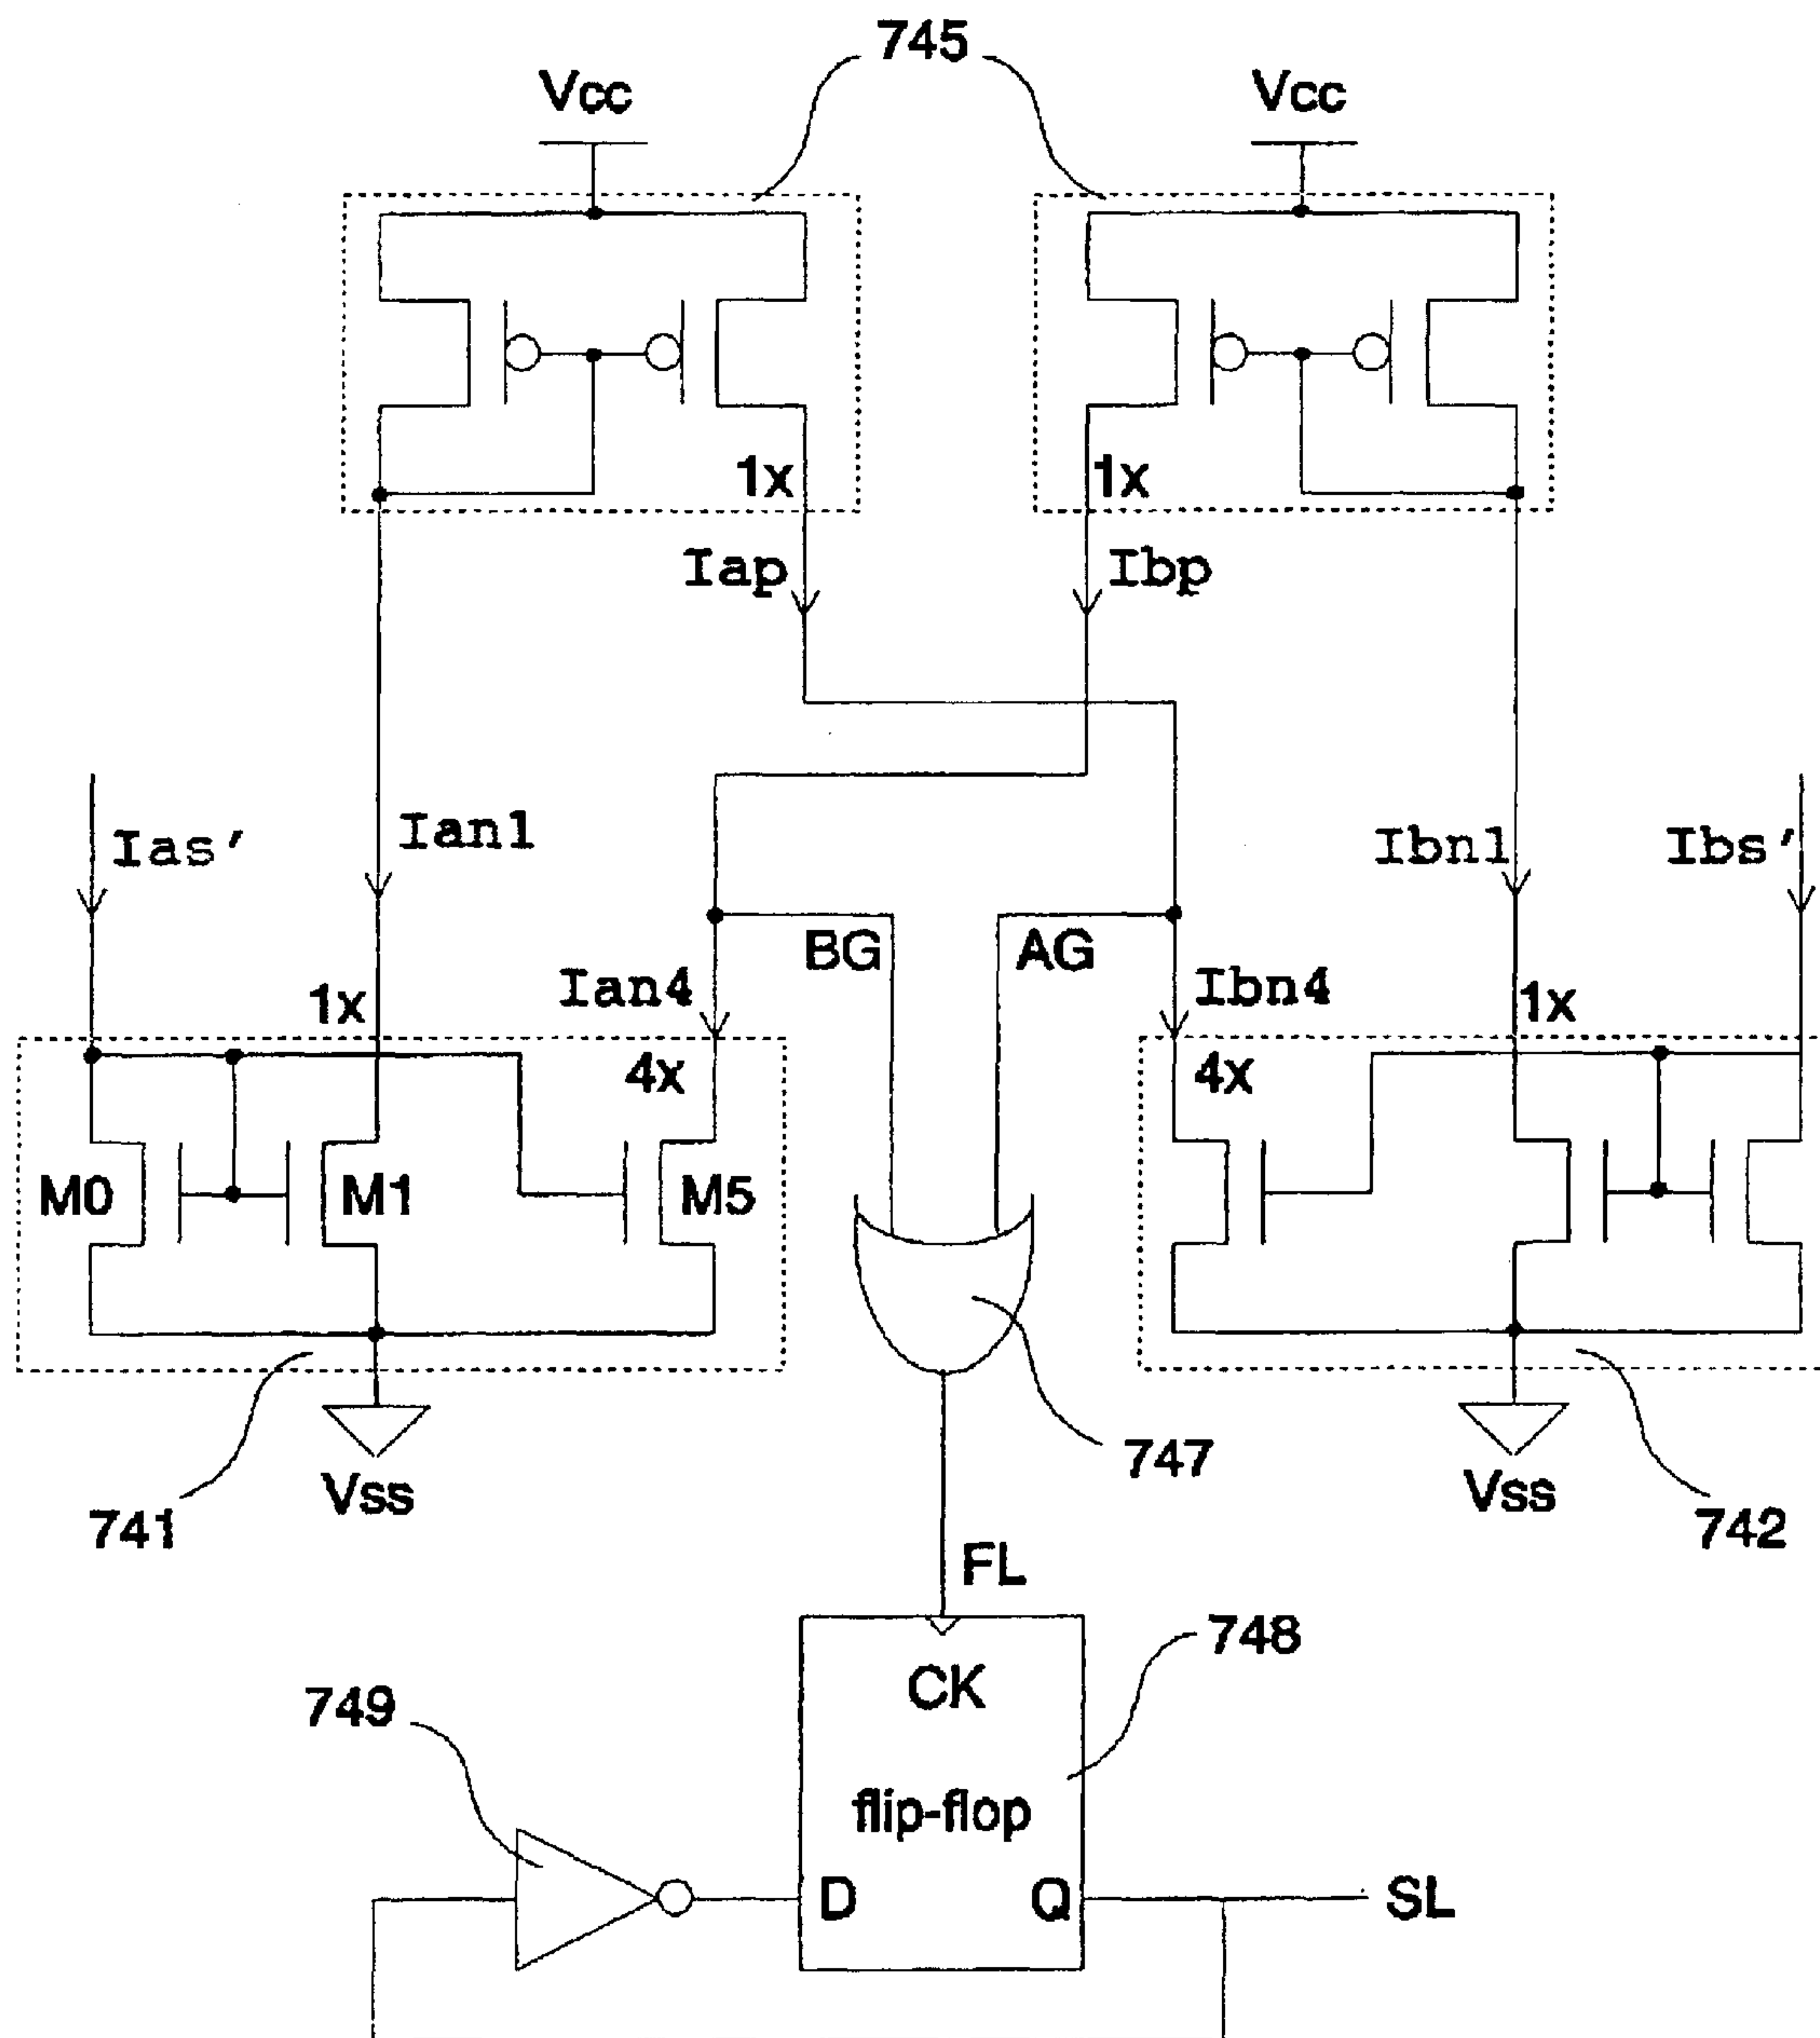 745
Vcc Vcc
1x 1x
Iap Ibp
Ias' Ian1 Ibn1 Ibs'
BG AG
1x Ian4 Ibn4 1x
4x 4x
M0 M1 M5
747
Vss Vss
741 742
FL
748
CK
749
flip-flop
D Q SL